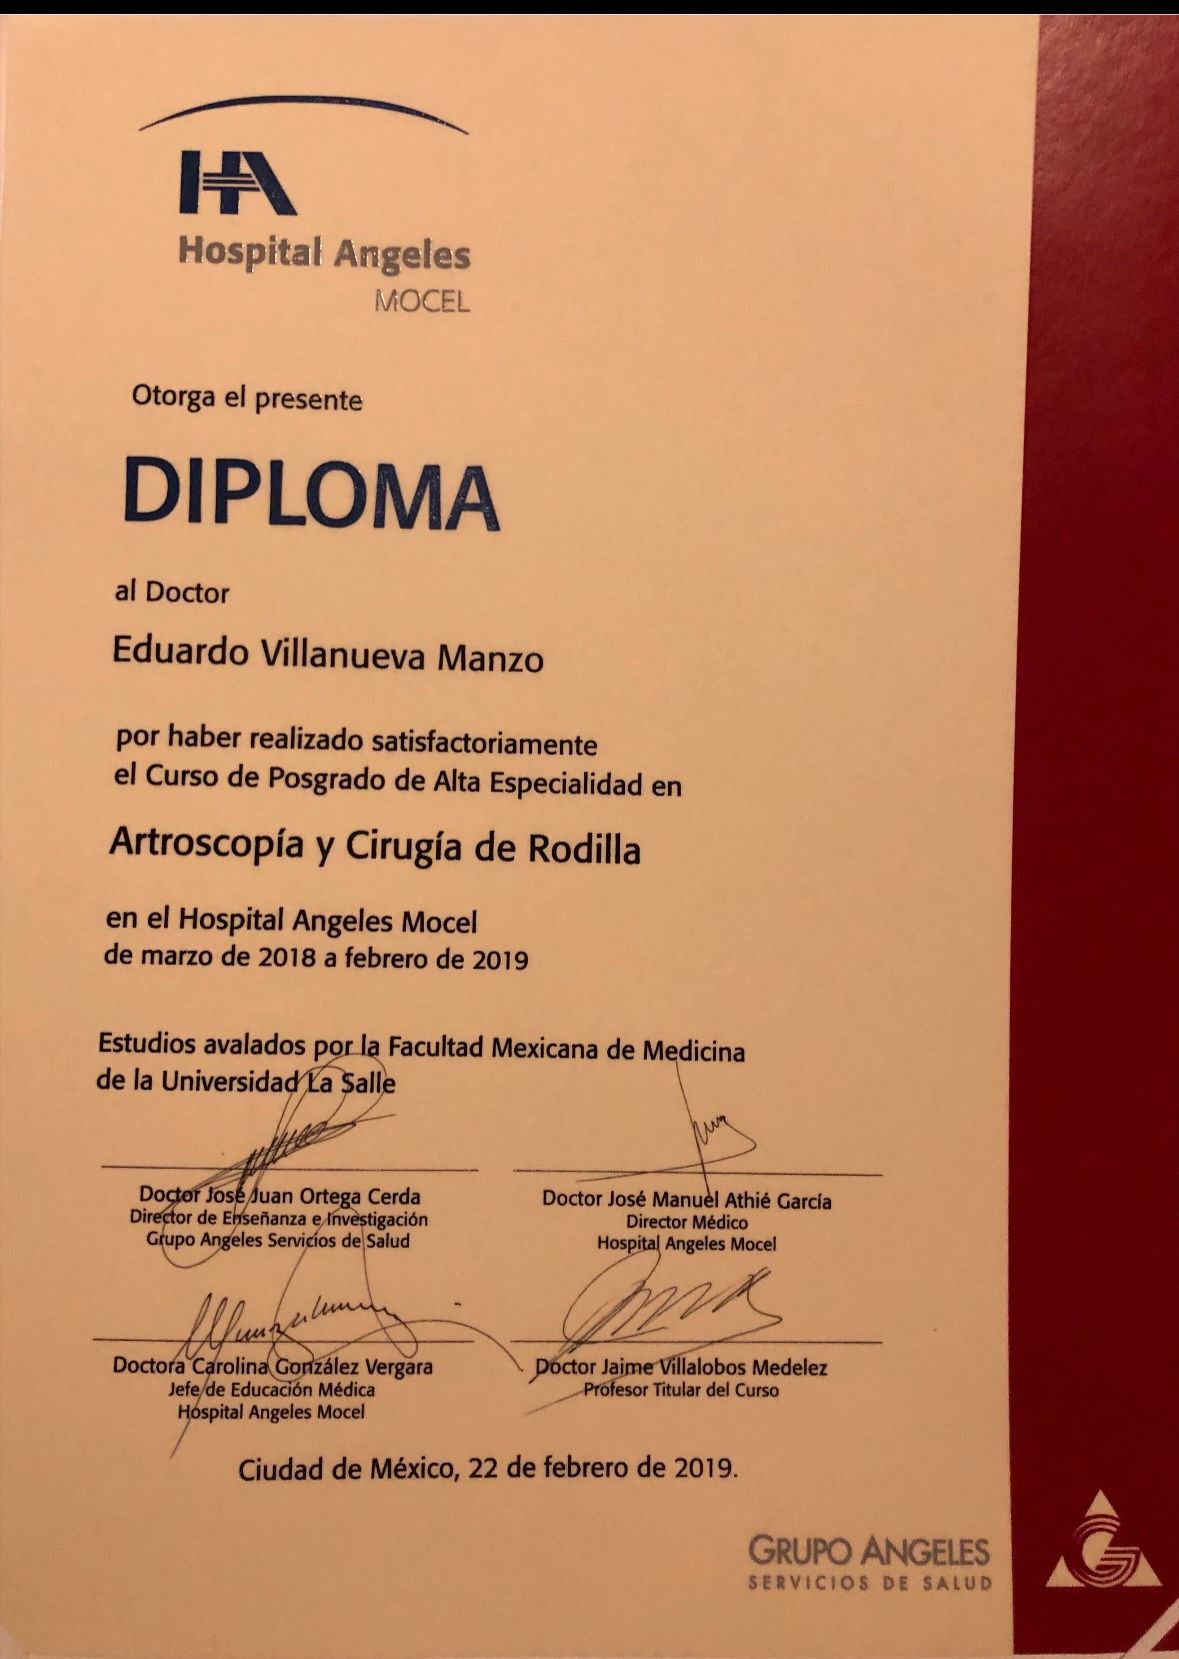 HA
Hospital Angeles
MOCEL
Otorga el presente
DIPLOMA
al Doctor
Eduardo Villanueva Manzo
por haber realizado satisfactoriamente
el Curso de Posgrado de Alta Especialidad en
Artroscopía y Cirugía de Rodilla
en el Hospital Angeles Mocel
de marzo de 2018 a febrero de 2019
Estudios avalados por la Facultad Mexicana de Medicina
de la Universidad La Salle
Doctor José Juan Ortega Cerda
Director de Enseñanza e Investigación
Grupo Angeles Servicios de Salud
Doctor José Manuel Athié García
Director Médico
Hospital Angeles Mocel
Doctora Carolina González Vergara
Jefe de Educación Médica
Hospital Angeles Mocel
Doctor Jaime Villalobos Medelez
Profesor Titular del Curso
Ciudad de México, 22 de febrero de 2019.
GRUPO ANGELES
SERVICIOS DE SALUD
G